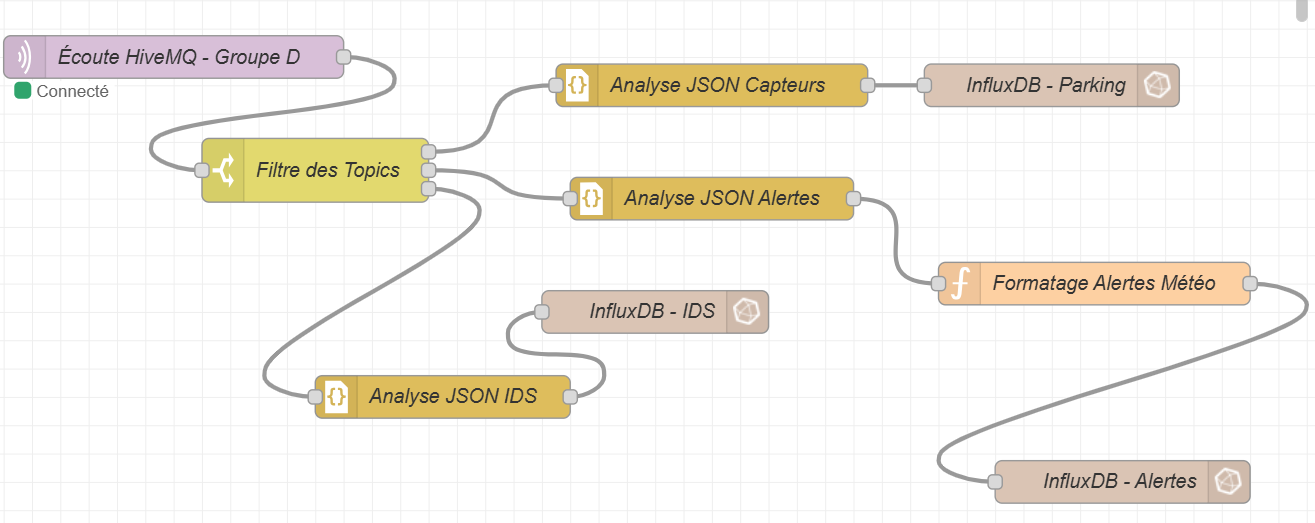 Écoute HiveMQ - Groupe D
Connecté
Filtre des Topics
Analyse JSON Capteurs
InfluxDB - Parking
Analyse JSON Alertes
Formatage Alertes Météo
InfluxDB - IDS
Analyse JSON IDS
InfluxDB - Alertes